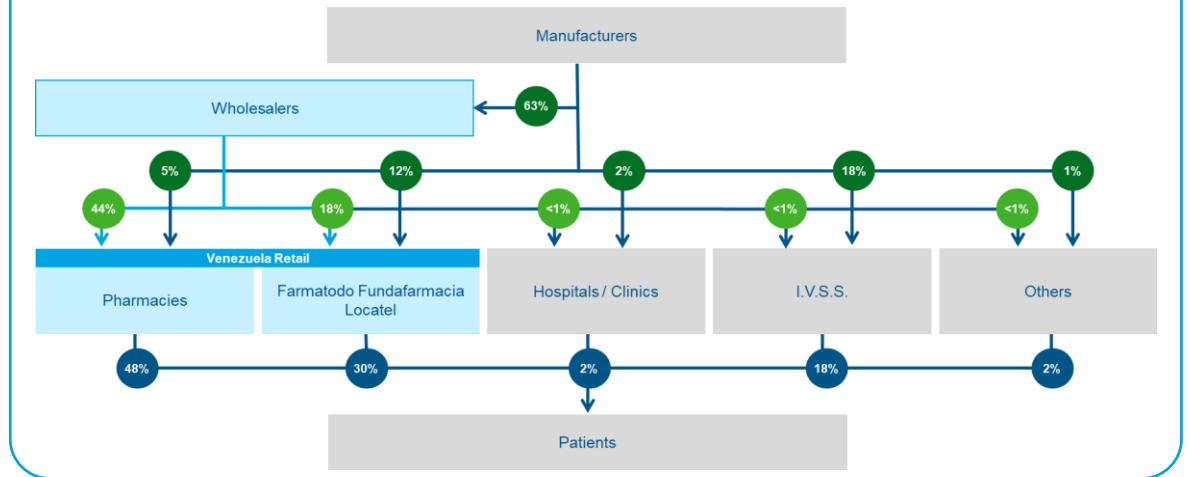 Manufacturers
Wholesalers
63%
5%
12%
2%
18%
1%
44%
18%
<1%
<1%
<1%
Venezuela Retail
Pharmacies
Farmatodo Fundafarmacia
Locatel
Hospitals / Clinics
I.V.S.S.
Others
48%
30%
2%
18%
2%
Patients